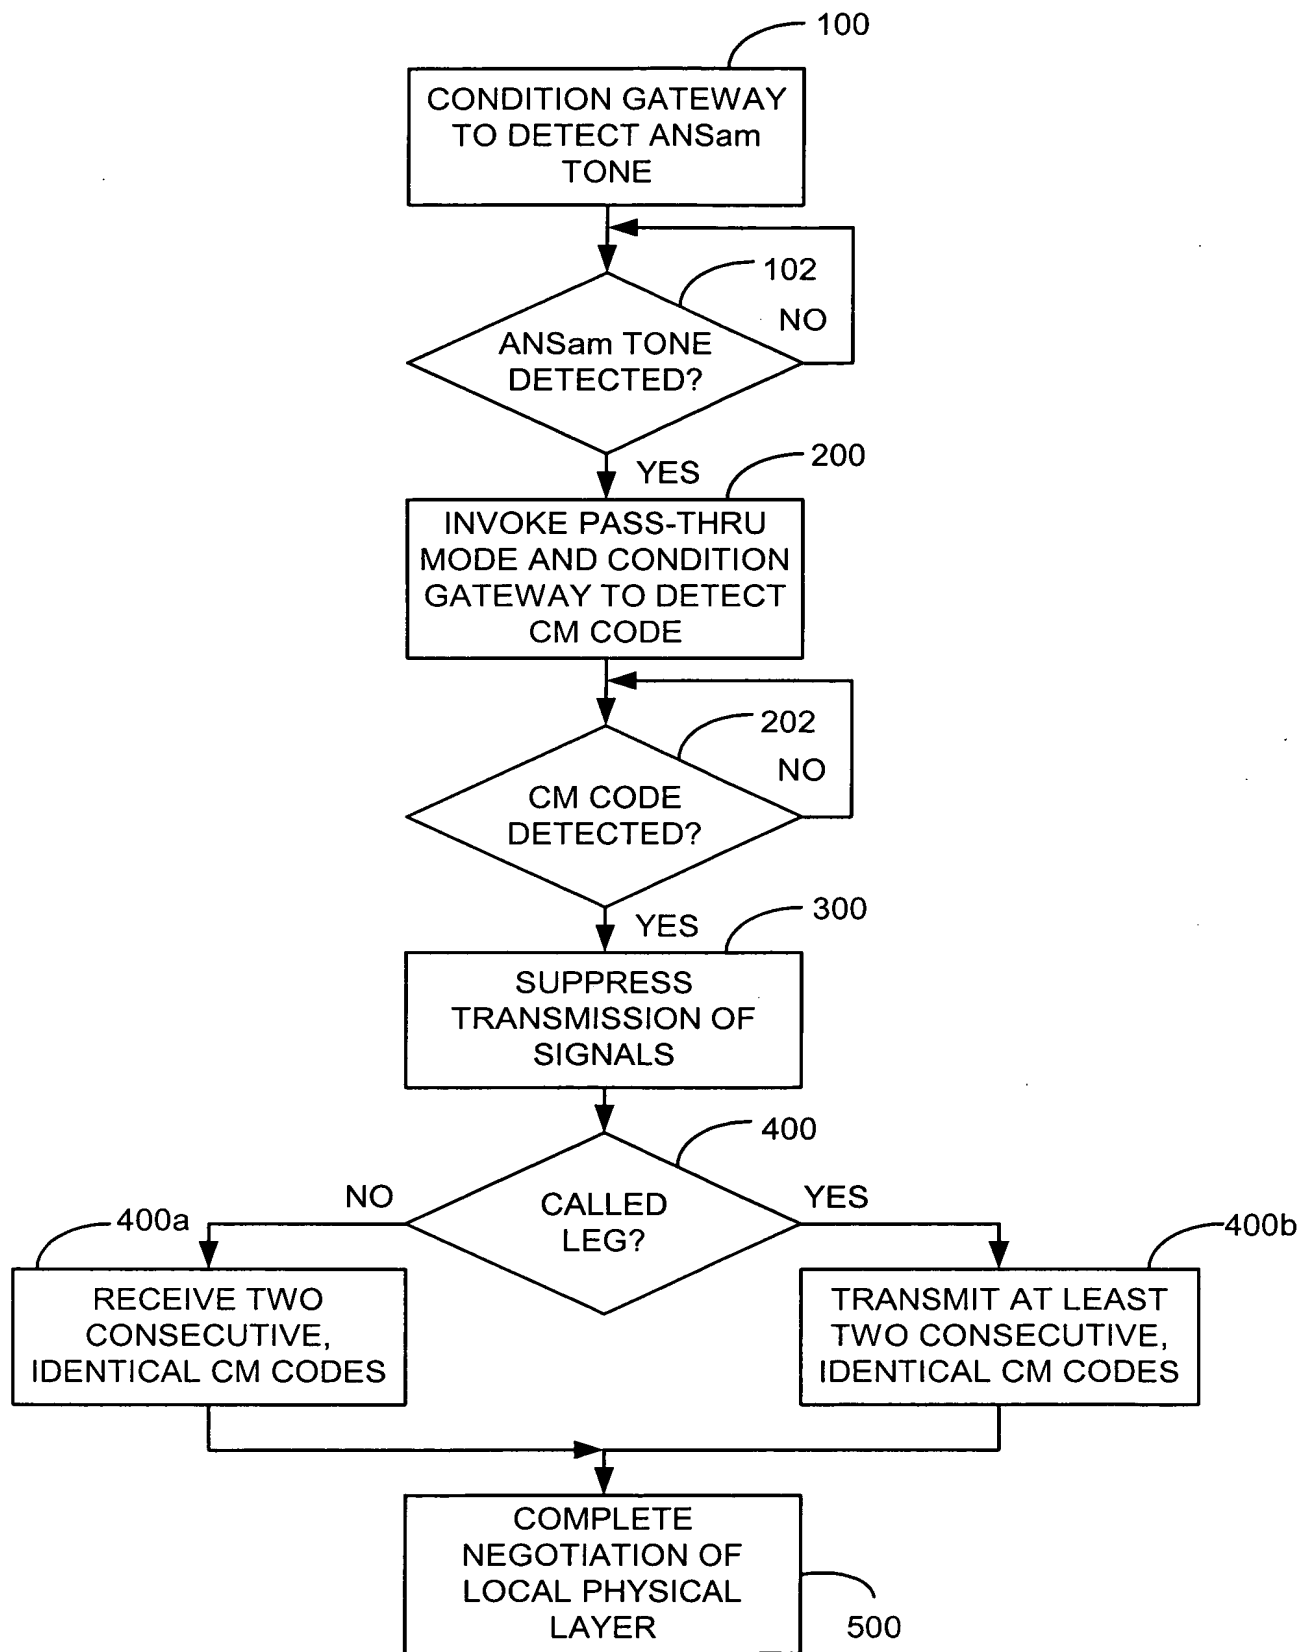 100
CONDITION GATEWAY
TO DETECT ANSam
TONE
102
NO
ANSam TONE
DETECTED?
YES
200
INVOKE PASS-THRU
MODE AND CONDITION
GATEWAY TO DETECT
CM CODE
202
NO
CM CODE
DETECTED?
YES
300
SUPPRESS
TRANSMISSION OF
SIGNALS
400
NO
CALLED
LEG?
YES
400a
400b
RECEIVE TWO
CONSECUTIVE,
IDENTICAL CM CODES
TRANSMIT AT LEAST
TWO CONSECUTIVE,
IDENTICAL CM CODES
COMPLETE
NEGOTIATION OF
LOCAL PHYSICAL
LAYER
500